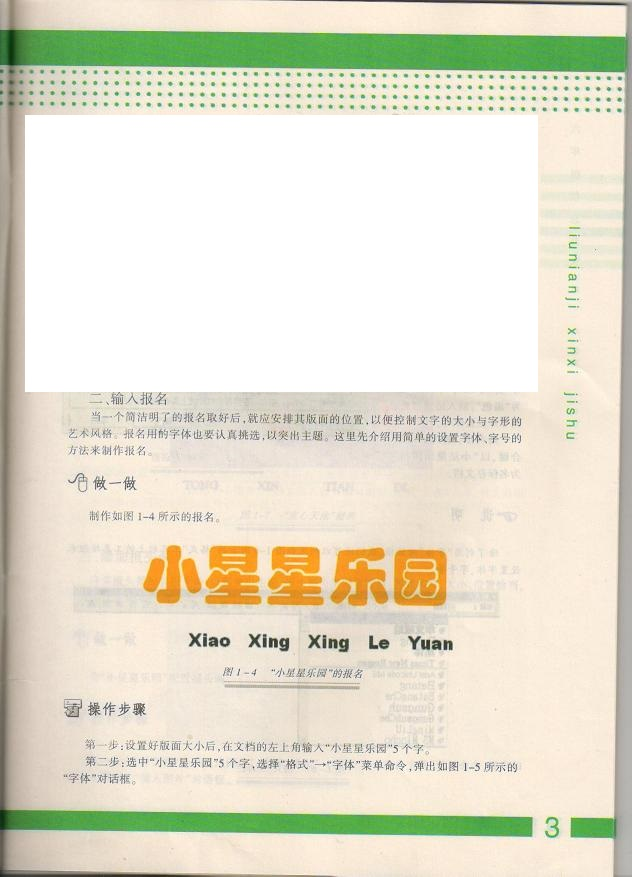 liunianji xinxi jishu
二、输入报名
当一个简洁明了的报名取好后,就应安排其版面的位置,以便控制文字的大小与字形的
艺术风格。报名用的字体也要认真挑选,以突出主题。这里先介绍用简单的设置字体、字号的
方法来制作报名。
做一做
制作如图1-4所示的报名。
小星星乐园
Xiao Xing Xing Le Yuan
图1-4 “小星星乐园”的报名
操作步骤
第一步:设置好版面大小后,在文档的左上角输入“小星星乐园”5个字。
第二步:选中“小星星乐园”5个字,选择“格式”→“字体”菜单命令,弹出如图1-5所示的
“字体”对话框。
3